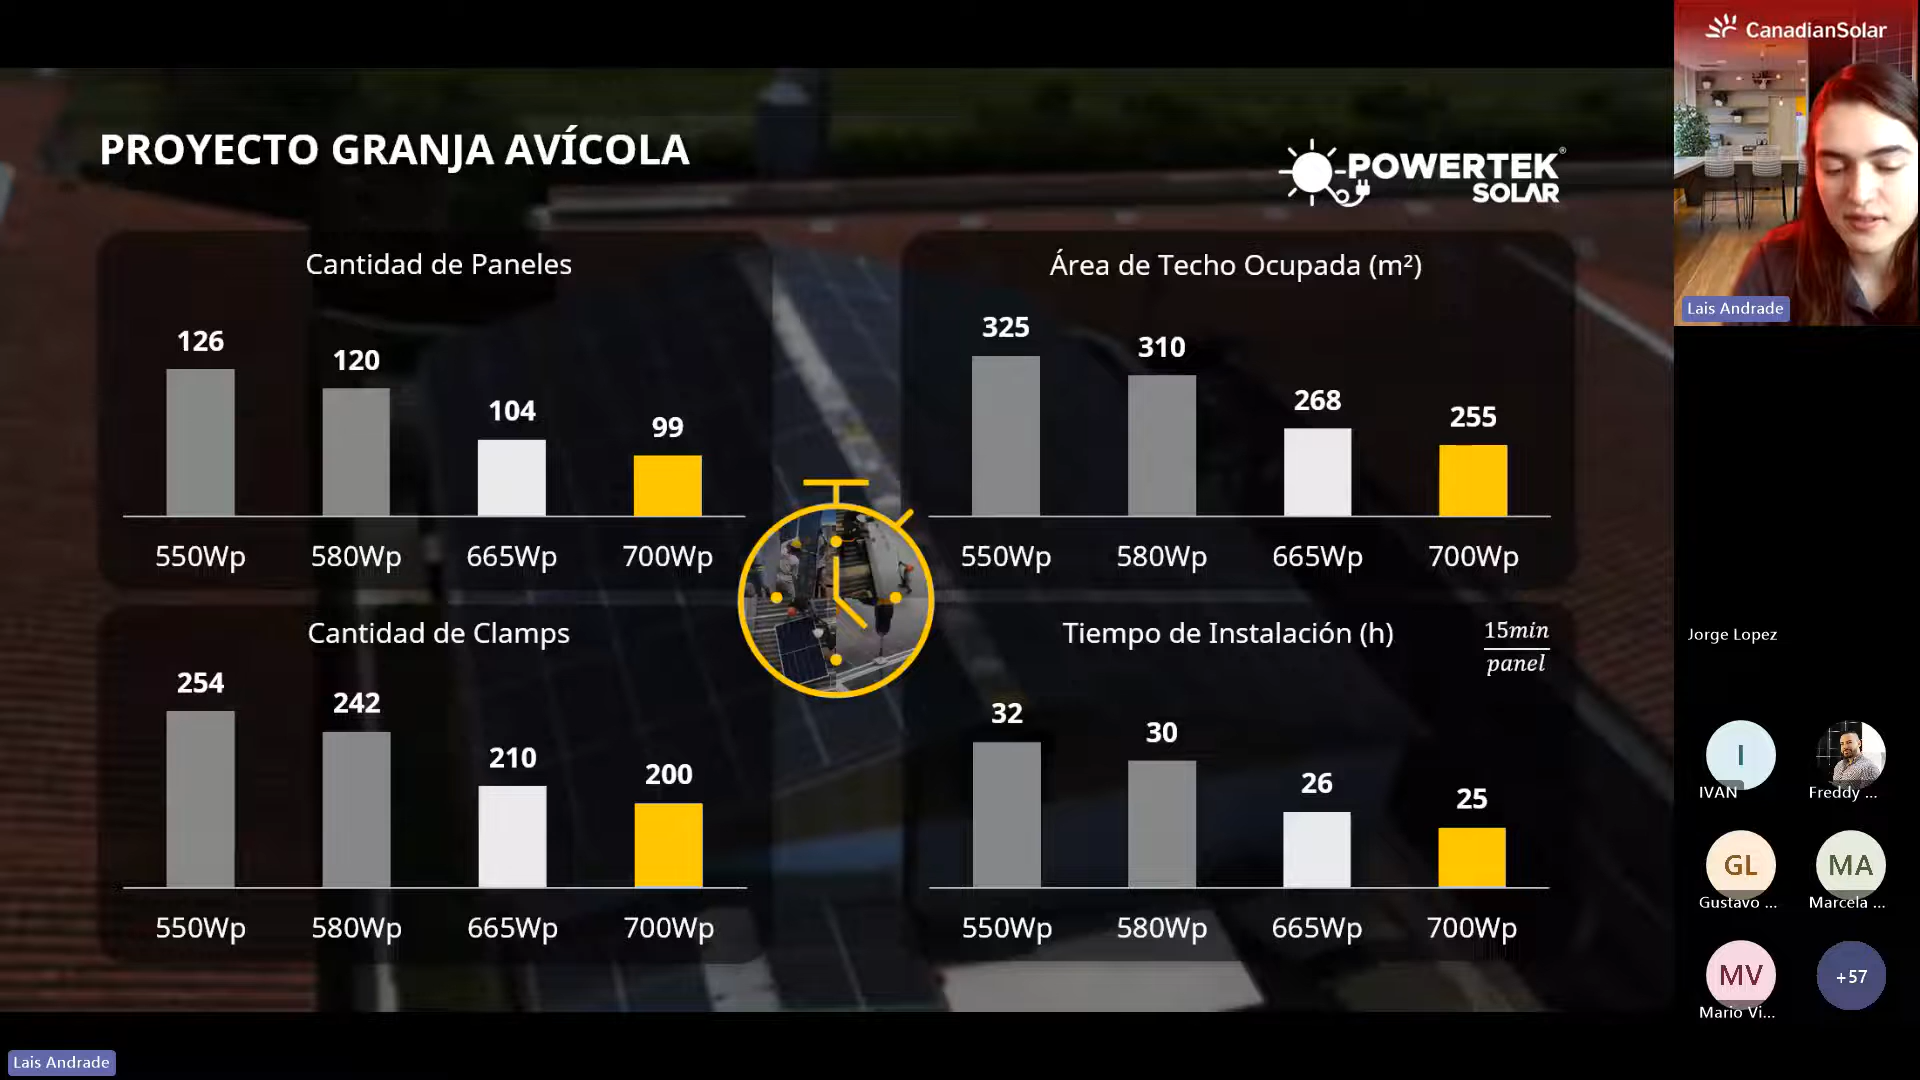 CanadianSolar
PROYECTO GRANJA AVÍCOLA
POWERTEK®
SOLAR
Cantidad de Paneles
126
120
104
99
550Wp
580Wp
665Wp
700Wp
Área de Techo Ocupada (m²)
325
310
268
255
550Wp
580Wp
665Wp
700Wp
Cantidad de Clamps
254
242
210
200
550Wp
580Wp
665Wp
700Wp
Tiempo de Instalación (h)
15min
panel
32
30
26
25
550Wp
580Wp
665Wp
700Wp
Lais Andrade
Jorge Lopez
I
IVAN
Freddy ...
GL
Gustavo ...
MA
Marcela ...
MV
Mario Vi...
+57
Lais Andrade